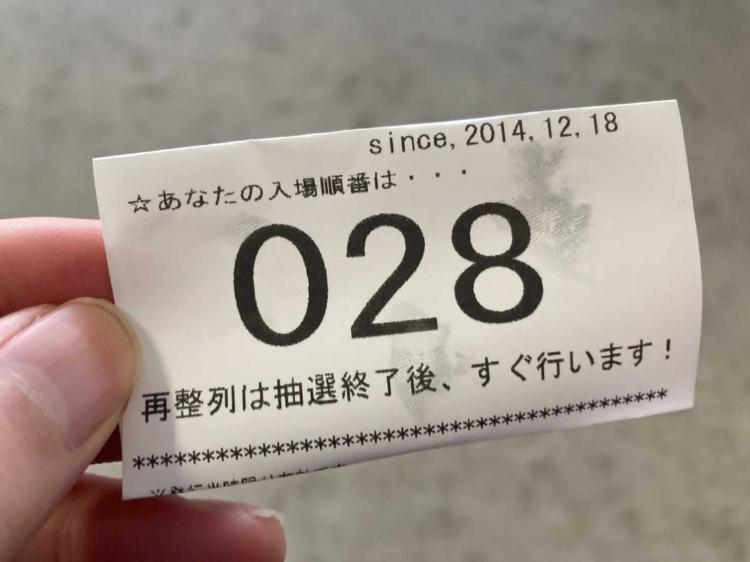 since,2014,12,18
☆あなたの入場順番は・・・
028
再整列は抽選終了後、すぐ行います!
******************************************